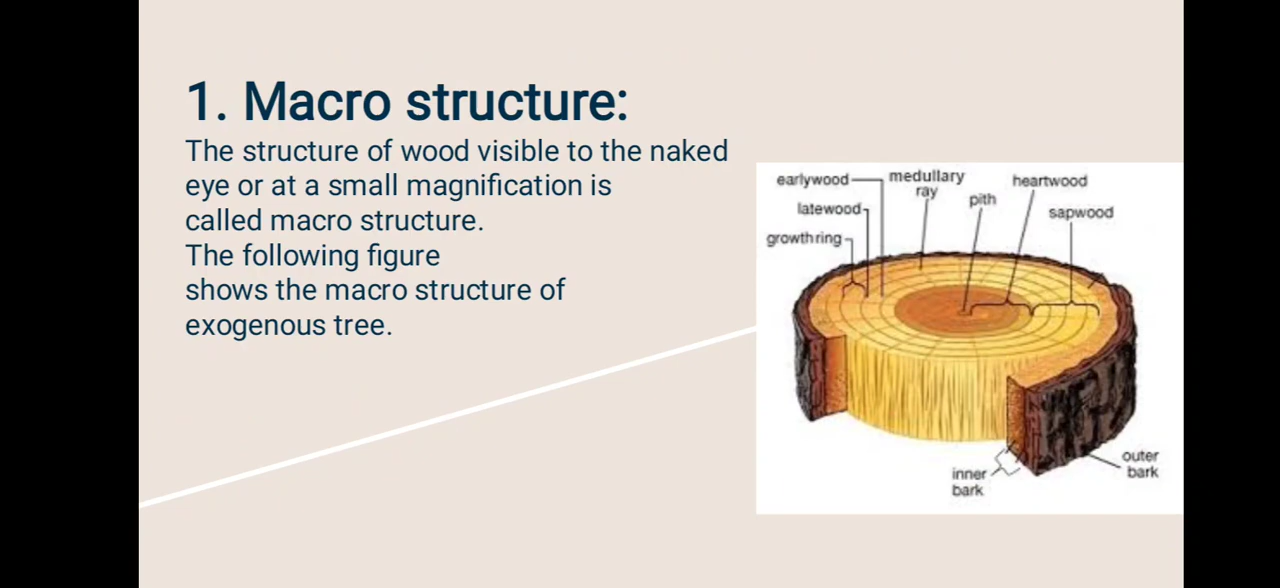 1. Macro structure:
The structure of wood visible to the naked
eye or at a small magnification is
called macro structure.
The following figure
shows the macro structure of
exogenous tree.
earlywood
medullary
ray
heartwood
latewood
pith
sapwood
growth ring
inner
bark
outer
bark